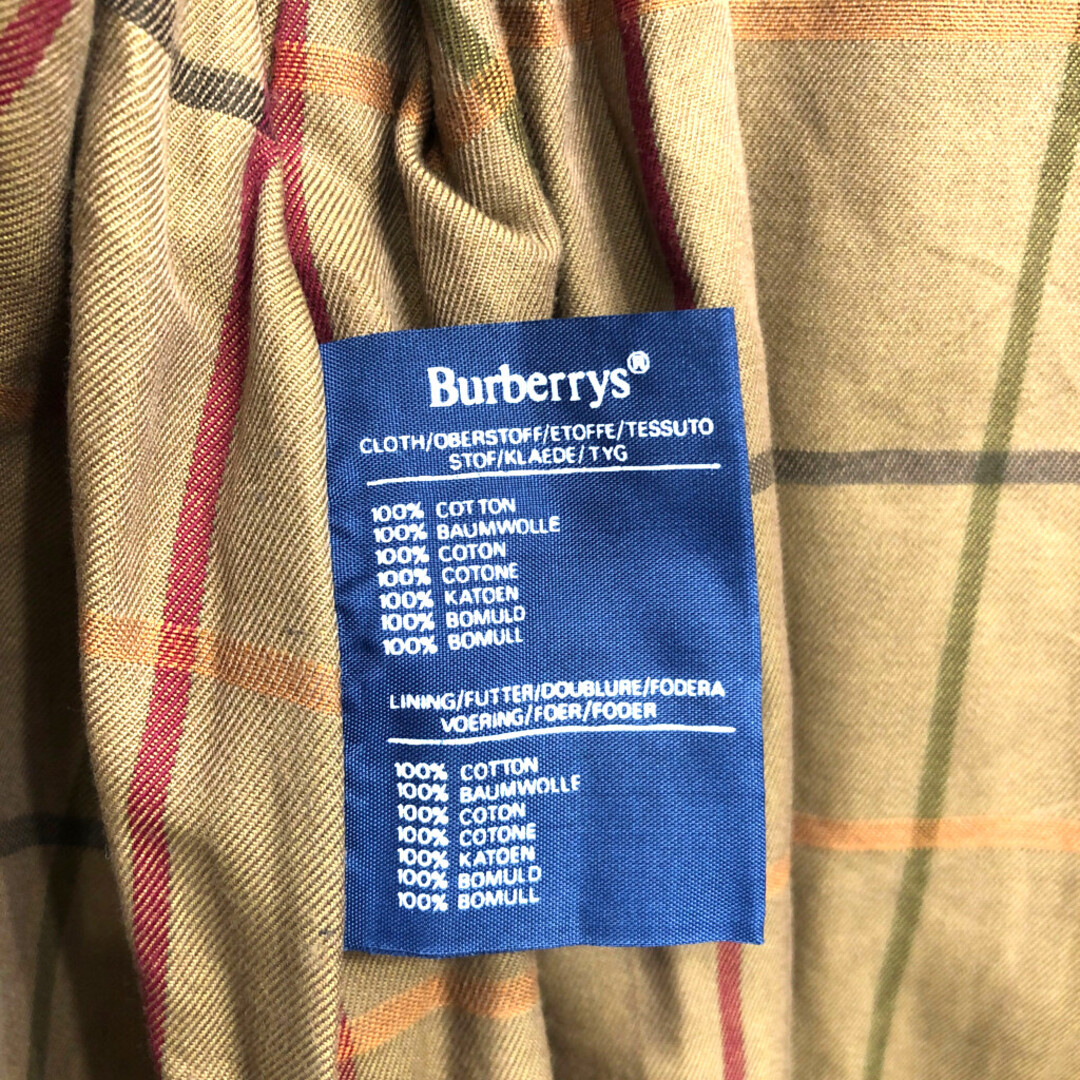 Burberrys®
CLOTH/OBERSTOFF/ETOFFE/TESSUTO
STOF/KLAEDE/TYG
100% COTTON
100% BAUMWOLLE
100% COTON
100% COTONE
100% KATOEN
100% BOMULD
100% BOMULL
LINING/FUTTER/DOUBLURE/FODERA
VOERING/FOER/FODER
100% COTTON
100% BAUMWOLLE
100% COTON
100% COTONE
100% KATOEN
100% BOMULD
100% BOMULL